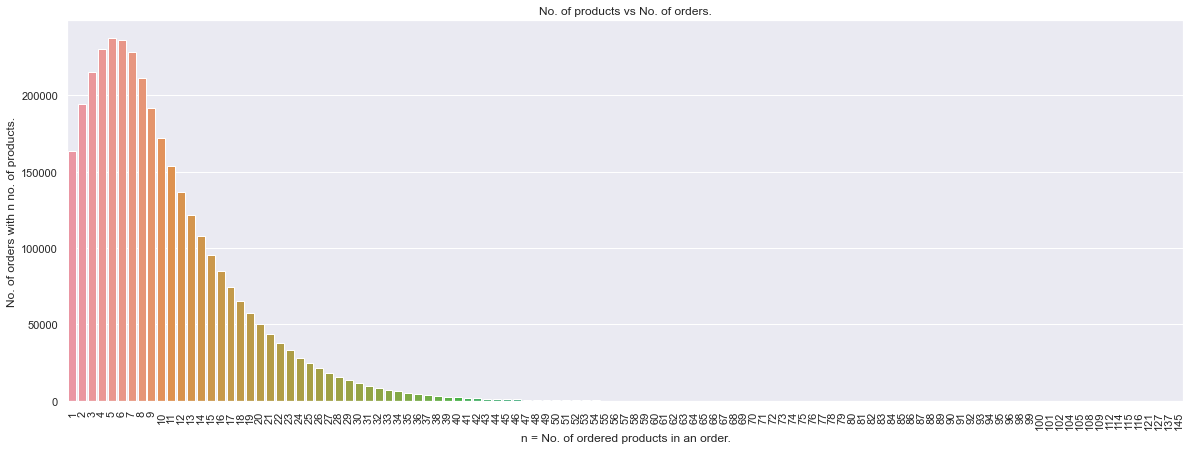 No. of products vs No. of orders.
No. of orders with n no. of products.
200000
150000
100000
50000
0
1 2 3 4 5 6 7 8 9 10 11 12 13 14 15 16 17 18 19 20 21 22 23 24 25 26 27 28 29 30 31 32 33 34 35 36 37 38 39 40 41 42 43 44 45 46 47 48 49 50 51 52 53 54 55 56 57 58 59 60 61 62 63 64 65 66 67 68 69 70 71 72 73 74 75 76 77 78 79 80 81 82 83 84 85 86 87 88 89 90 91 92 93 94 95 96 98 99 100 101 102 104 105 108 109 112 114 115 116 121 127 137 145
n = No. of ordered products in an order.